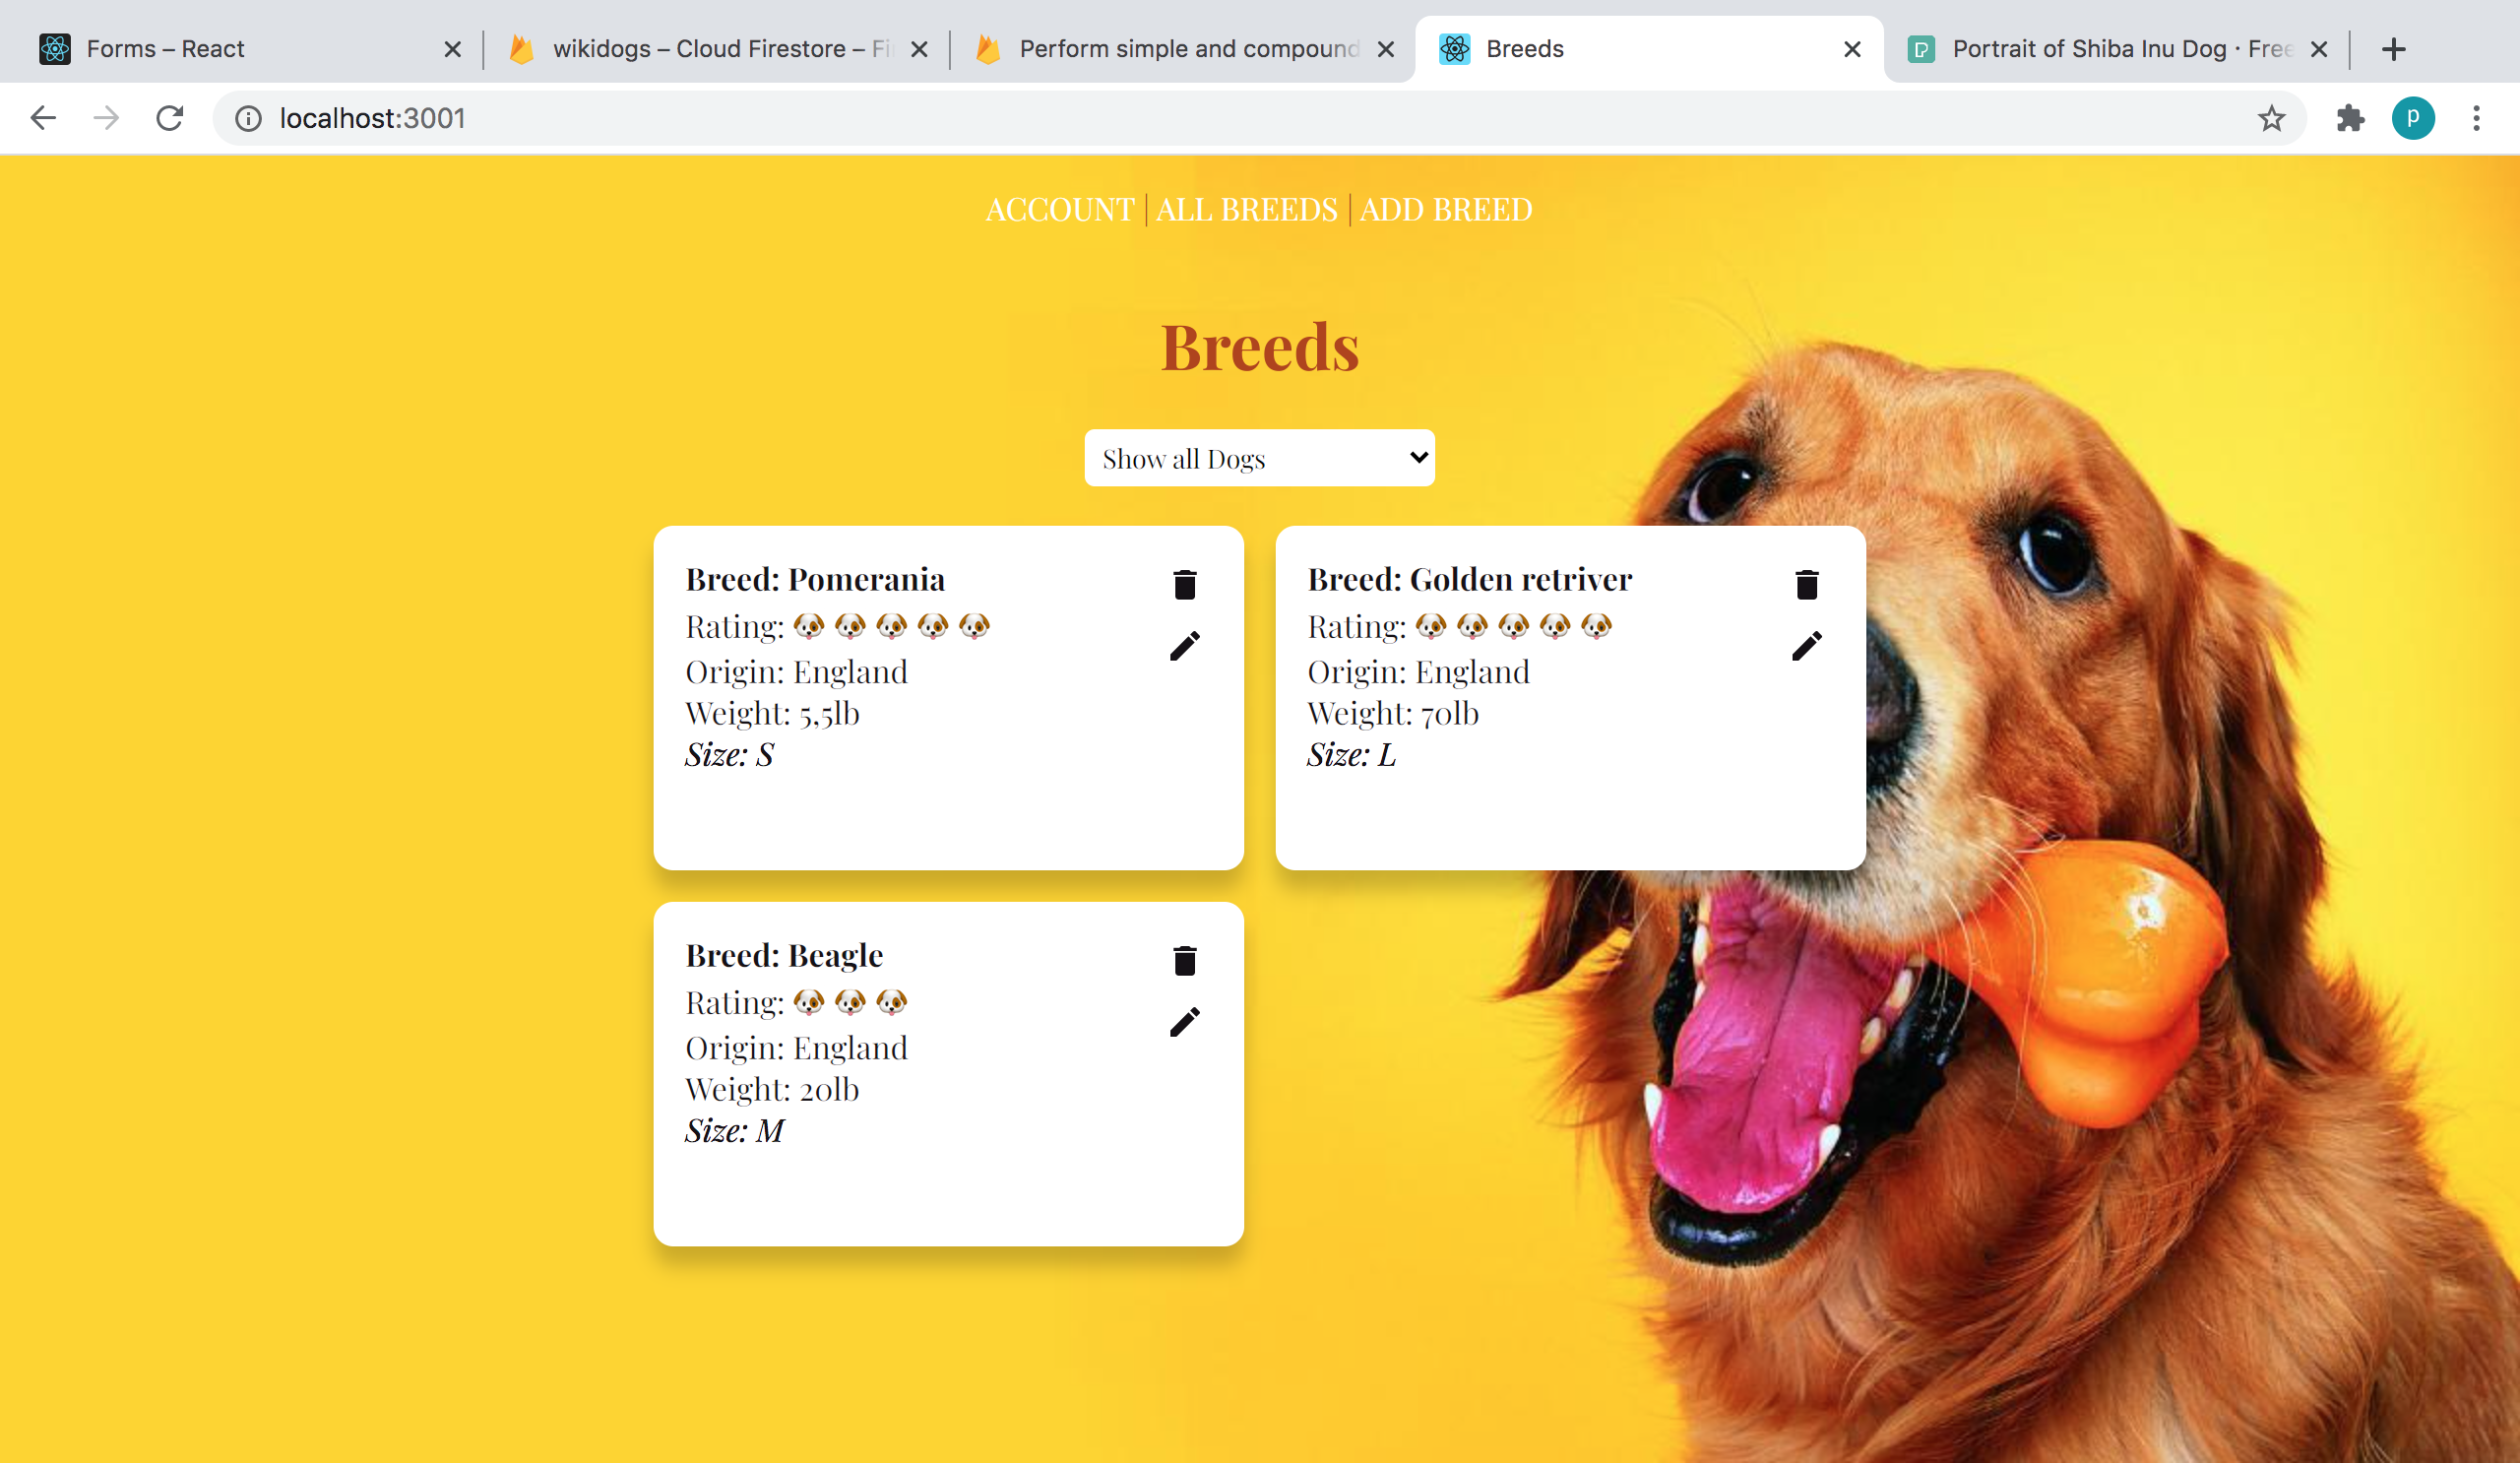 Forms – React
wikidogs – Cloud Firestore – Fi
Perform simple and compound
Breeds
Portrait of Shiba Inu Dog · Free
localhost:3001
p
ACCOUNT | ALL BREEDS | ADD BREED
Breeds
Show all Dogs
Breed: Pomerania
Rating: 🐶 🐶 🐶 🐶 🐶
Origin: England
Weight: 5,5lb
Size: S
Breed: Golden retriver
Rating: 🐶 🐶 🐶 🐶 🐶
Origin: England
Weight: 70lb
Size: L
Breed: Beagle
Rating: 🐶 🐶 🐶
Origin: England
Weight: 20lb
Size: M